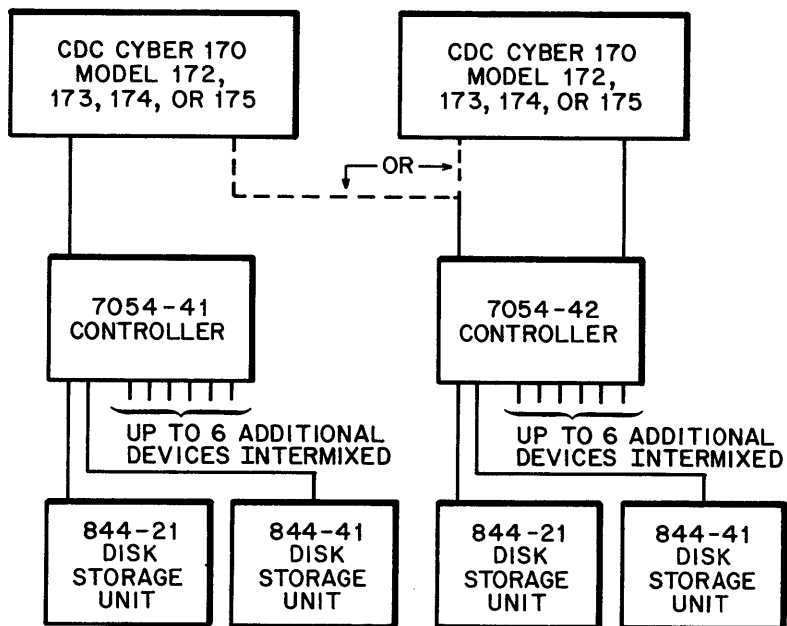 CDC CYBER 170
MODEL 172,
173, 174, OR 175
CDC CYBER 170
MODEL 172,
173, 174, OR 175
OR
7054-41
CONTROLLER
7054-42
CONTROLLER
UP TO 6 ADDITIONAL
DEVICES INTERMIXED
UP TO 6 ADDITIONAL
DEVICES INTERMIXED
844-21
DISK
STORAGE
UNIT
844-41
DISK
STORAGE
UNIT
844-21
DISK
STORAGE
UNIT
844-41
DISK
STORAGE
UNIT